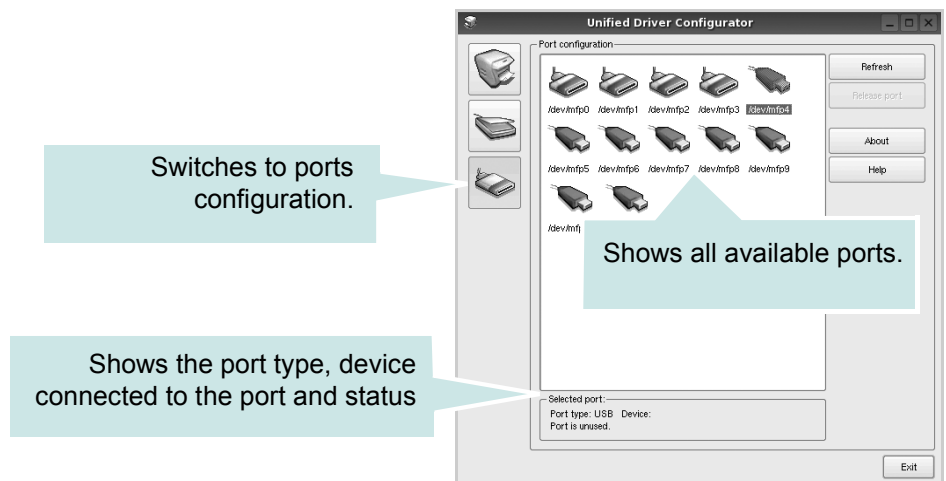 Unified Driver Configurator
Port configuration
Refresh
/dev/mfp0 /dev/mfp1 /dev/mfp2 /dev/mfp3 /dev/mfp4
Release port
About
Switches to ports
configuration.
/dev/mfp5 /dev/mfp6 /dev/mfp7 /dev/mfp8 /dev/mfp9
Help
Shows all available ports.
Shows the port type, device
connected to the port and status
Selected port:
Port type: USB Device:
Port is unused.
Exit